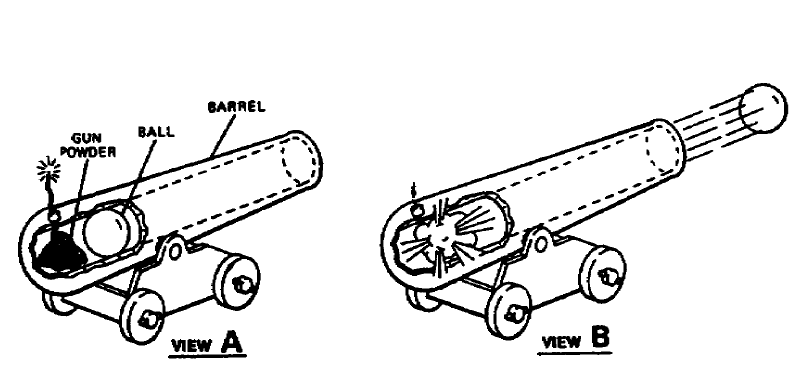 BARREL
BALL
GUN
POWDER
VIEW A
VIEW B